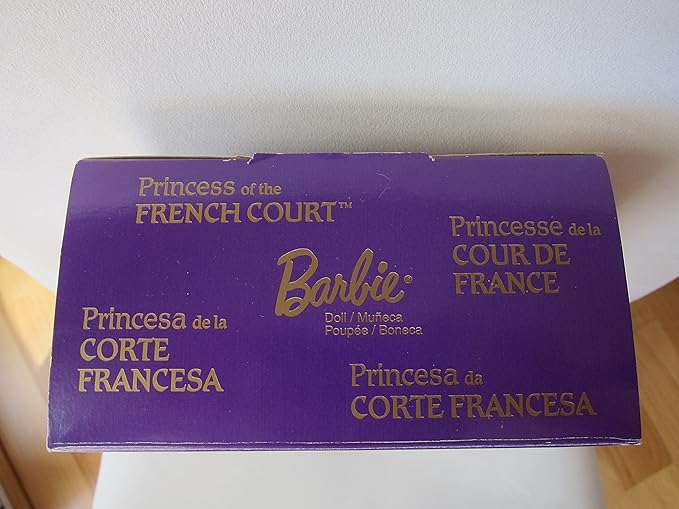 Princess of the
FRENCH COURT™
Princesse de la
COUR DE
FRANCE
Barbie®
Doll / Muñeca
Poupée / Boneca
Princesa de la
CORTE
FRANCESA
Princesa da
CORTE FRANCESA